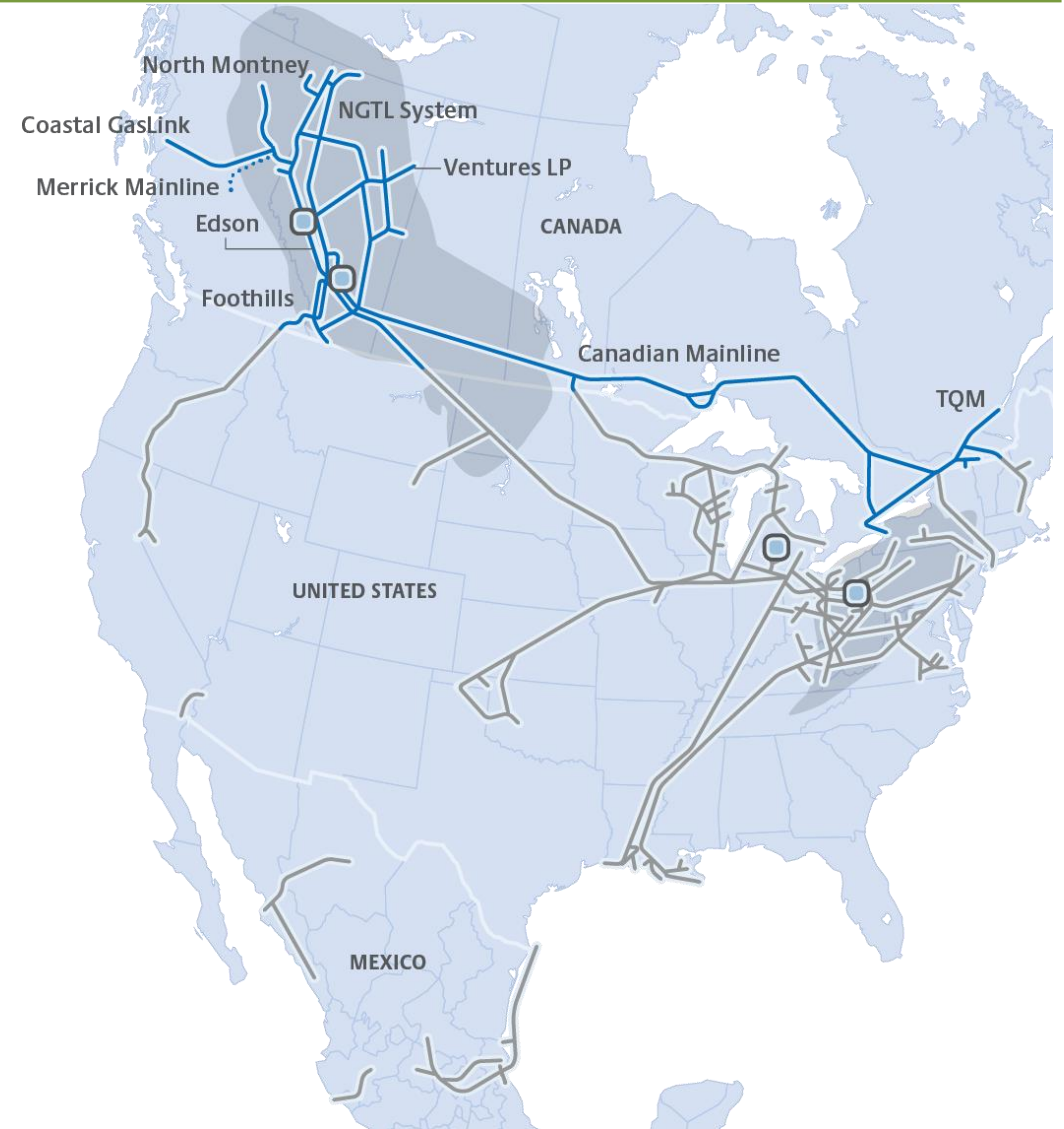 North Montney
NGTL System
Coastal GasLink
Ventures LP
Merrick Mainline
Edson
CANADA
Foothills
Canadian Mainline
TQM
UNITED STATES
MEXICO